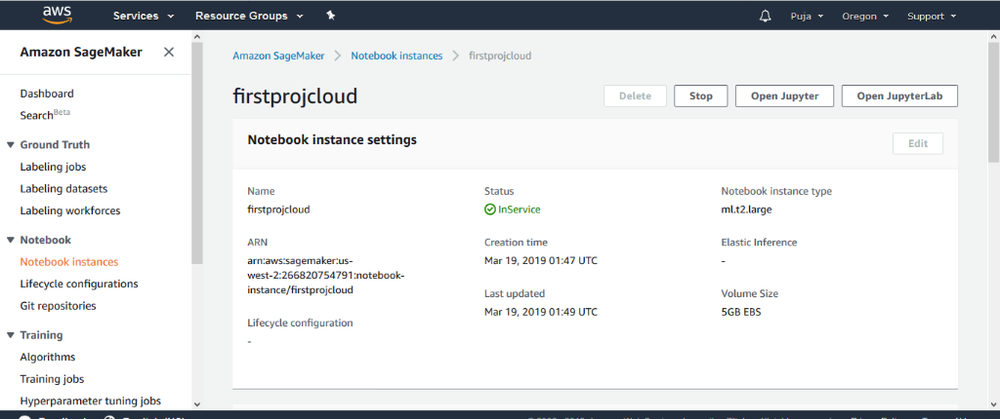 aws
Services
Resource Groups
Puja
Oregon
Support
Amazon SageMaker
Dashboard
Search Beta
Ground Truth
Labeling jobs
Labeling datasets
Labeling workforces
Notebook
Notebook instances
Lifecycle configurations
Git repositories
Training
Algorithms
Training jobs
Hyperparameter tuning jobs
Amazon SageMaker
Notebook instances
firstprojcloud
firstprojcloud
Delete
Stop
Open Jupyter
Open JupyterLab
Notebook instance settings
Edit
Name
firstprojcloud
ARN
arn:aws:sagemaker:us-
west-2:266820754791:notebook-
instance/firstprojcloud
Lifecycle configuration
-
Status
InService
Creation time
Mar 19, 2019 01:47 UTC
Last updated
Mar 19, 2019 01:49 UTC
Notebook instance type
ml.t2.large
Elastic Inference
-
Volume Size
5GB EBS